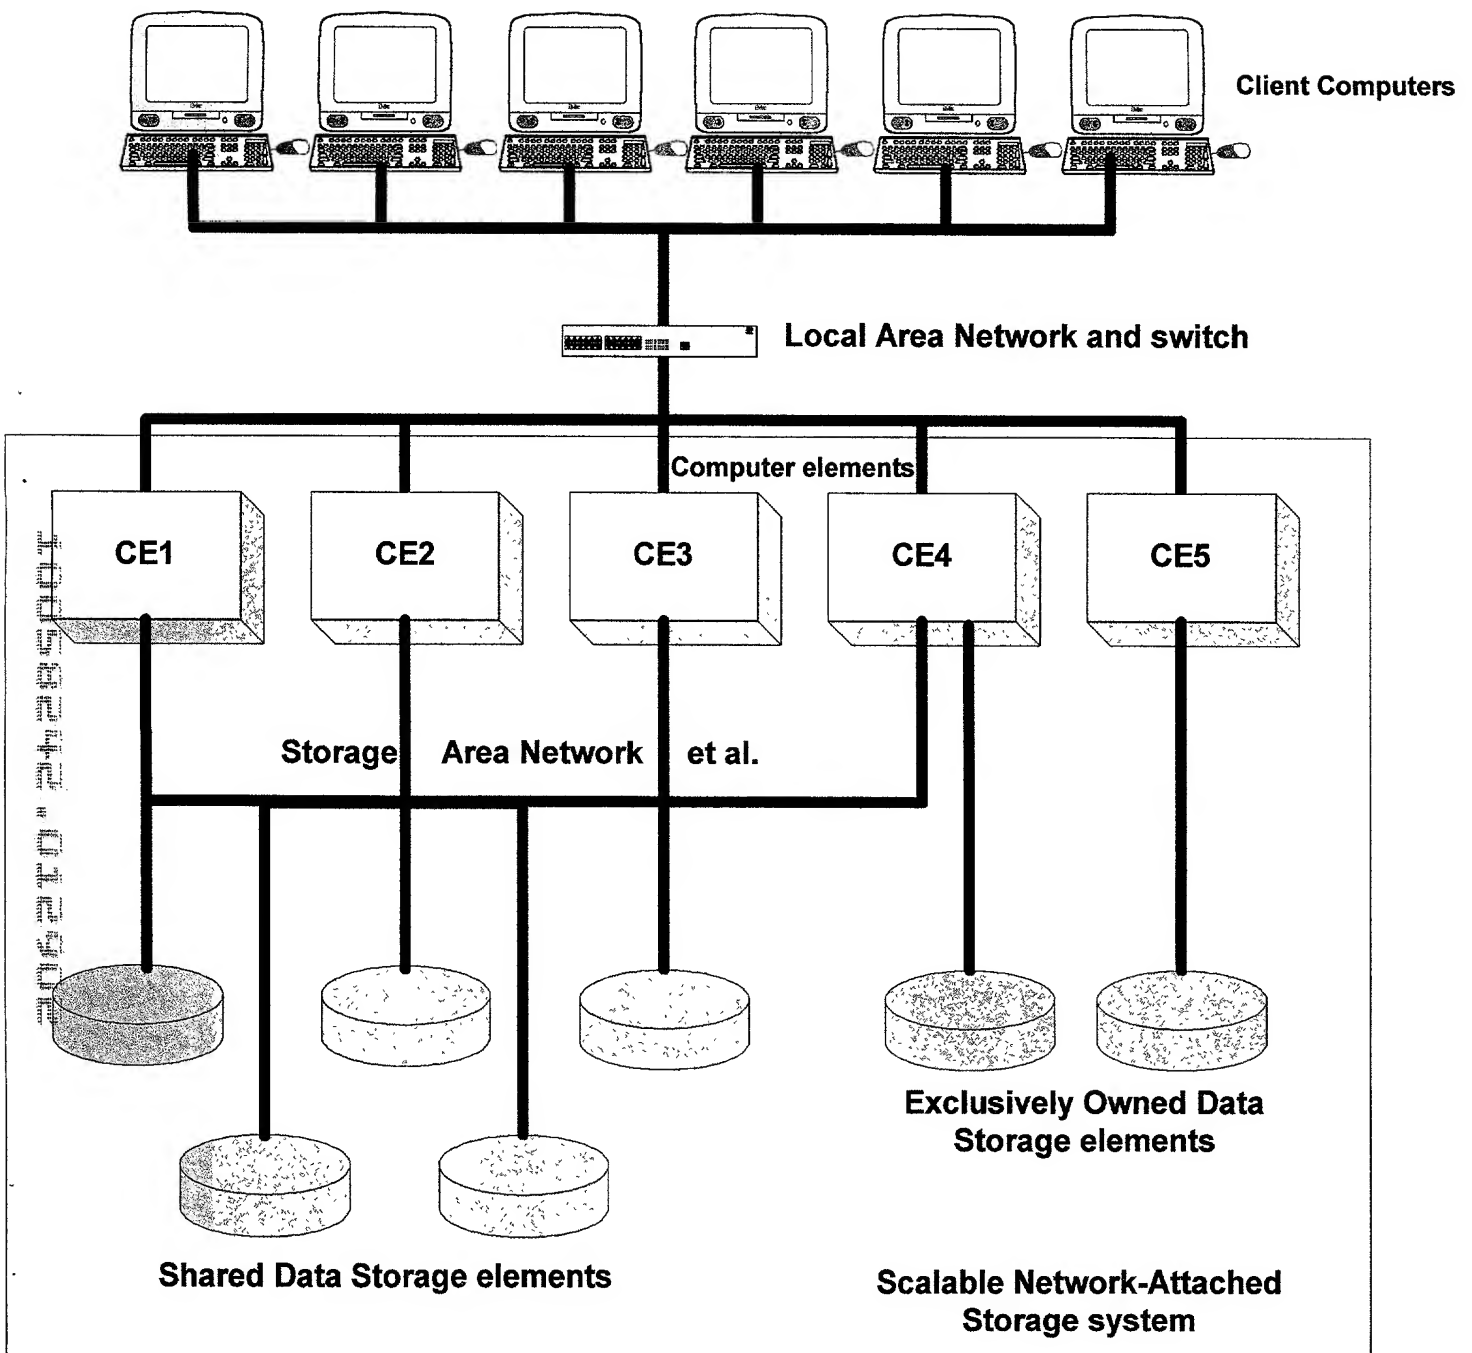 Client Computers
Local Area Network and switch
Computer elements
CE1 CE2 CE3 CE4 CE5
Storage Area Network et al.
Exclusively Owned Data
Storage elements
Shared Data Storage elements
Scalable Network-Attached
Storage system